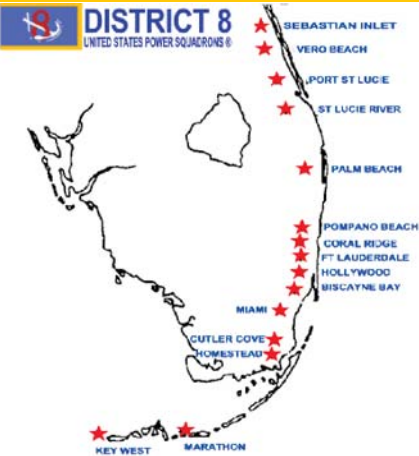 8
DISTRICT 8
UNITED STATES POWER SQUADRONS ®
SEBASTIAN INLET
VERO BEACH
PORT ST LUCIE
ST LUCIE RIVER
PALM BEACH
POMPANO BEACH
CORAL RIDGE
FT LAUDERDALE
HOLLYWOOD
BISCAYNE BAY
MIAMI
CUTLER COVE
HOMESTEAD
KEY WEST
MARATHON